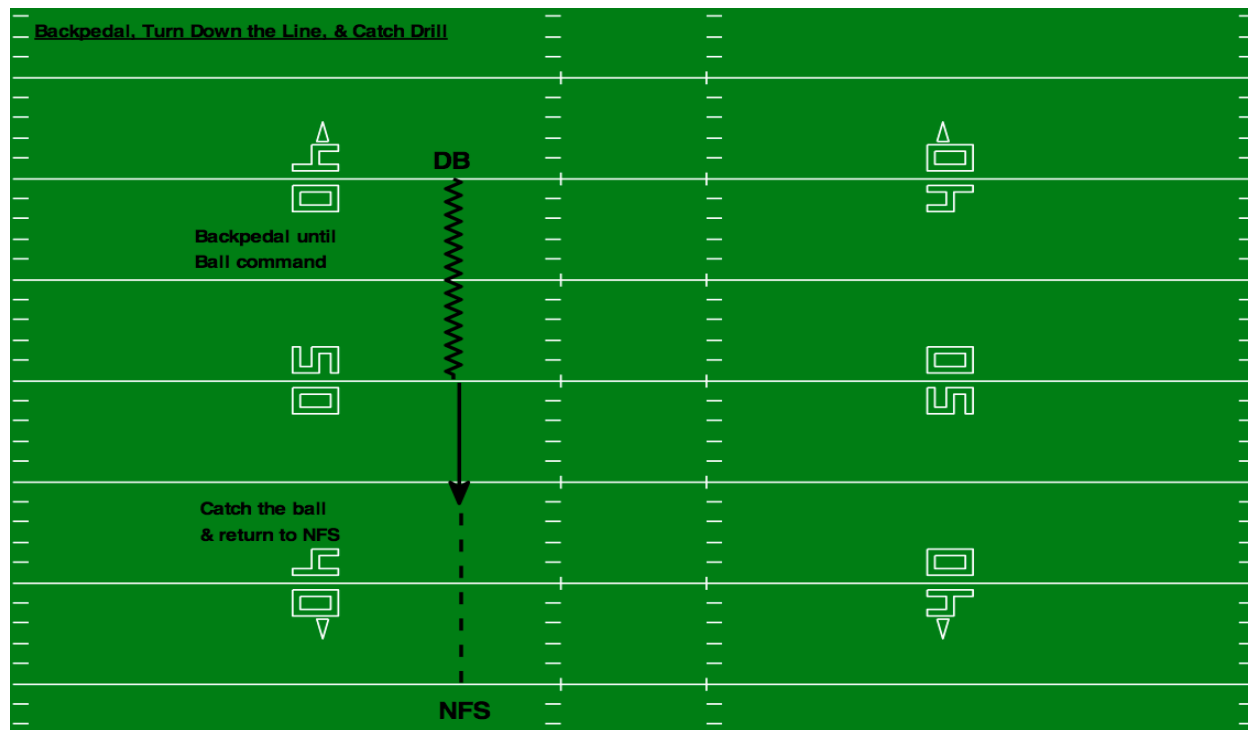 Backpedal, Turn Down the Line, & Catch Drill
DB
40
40
Backpedal until
Ball command
50
50
Catch the ball
& return to NFS
40
40
NFS